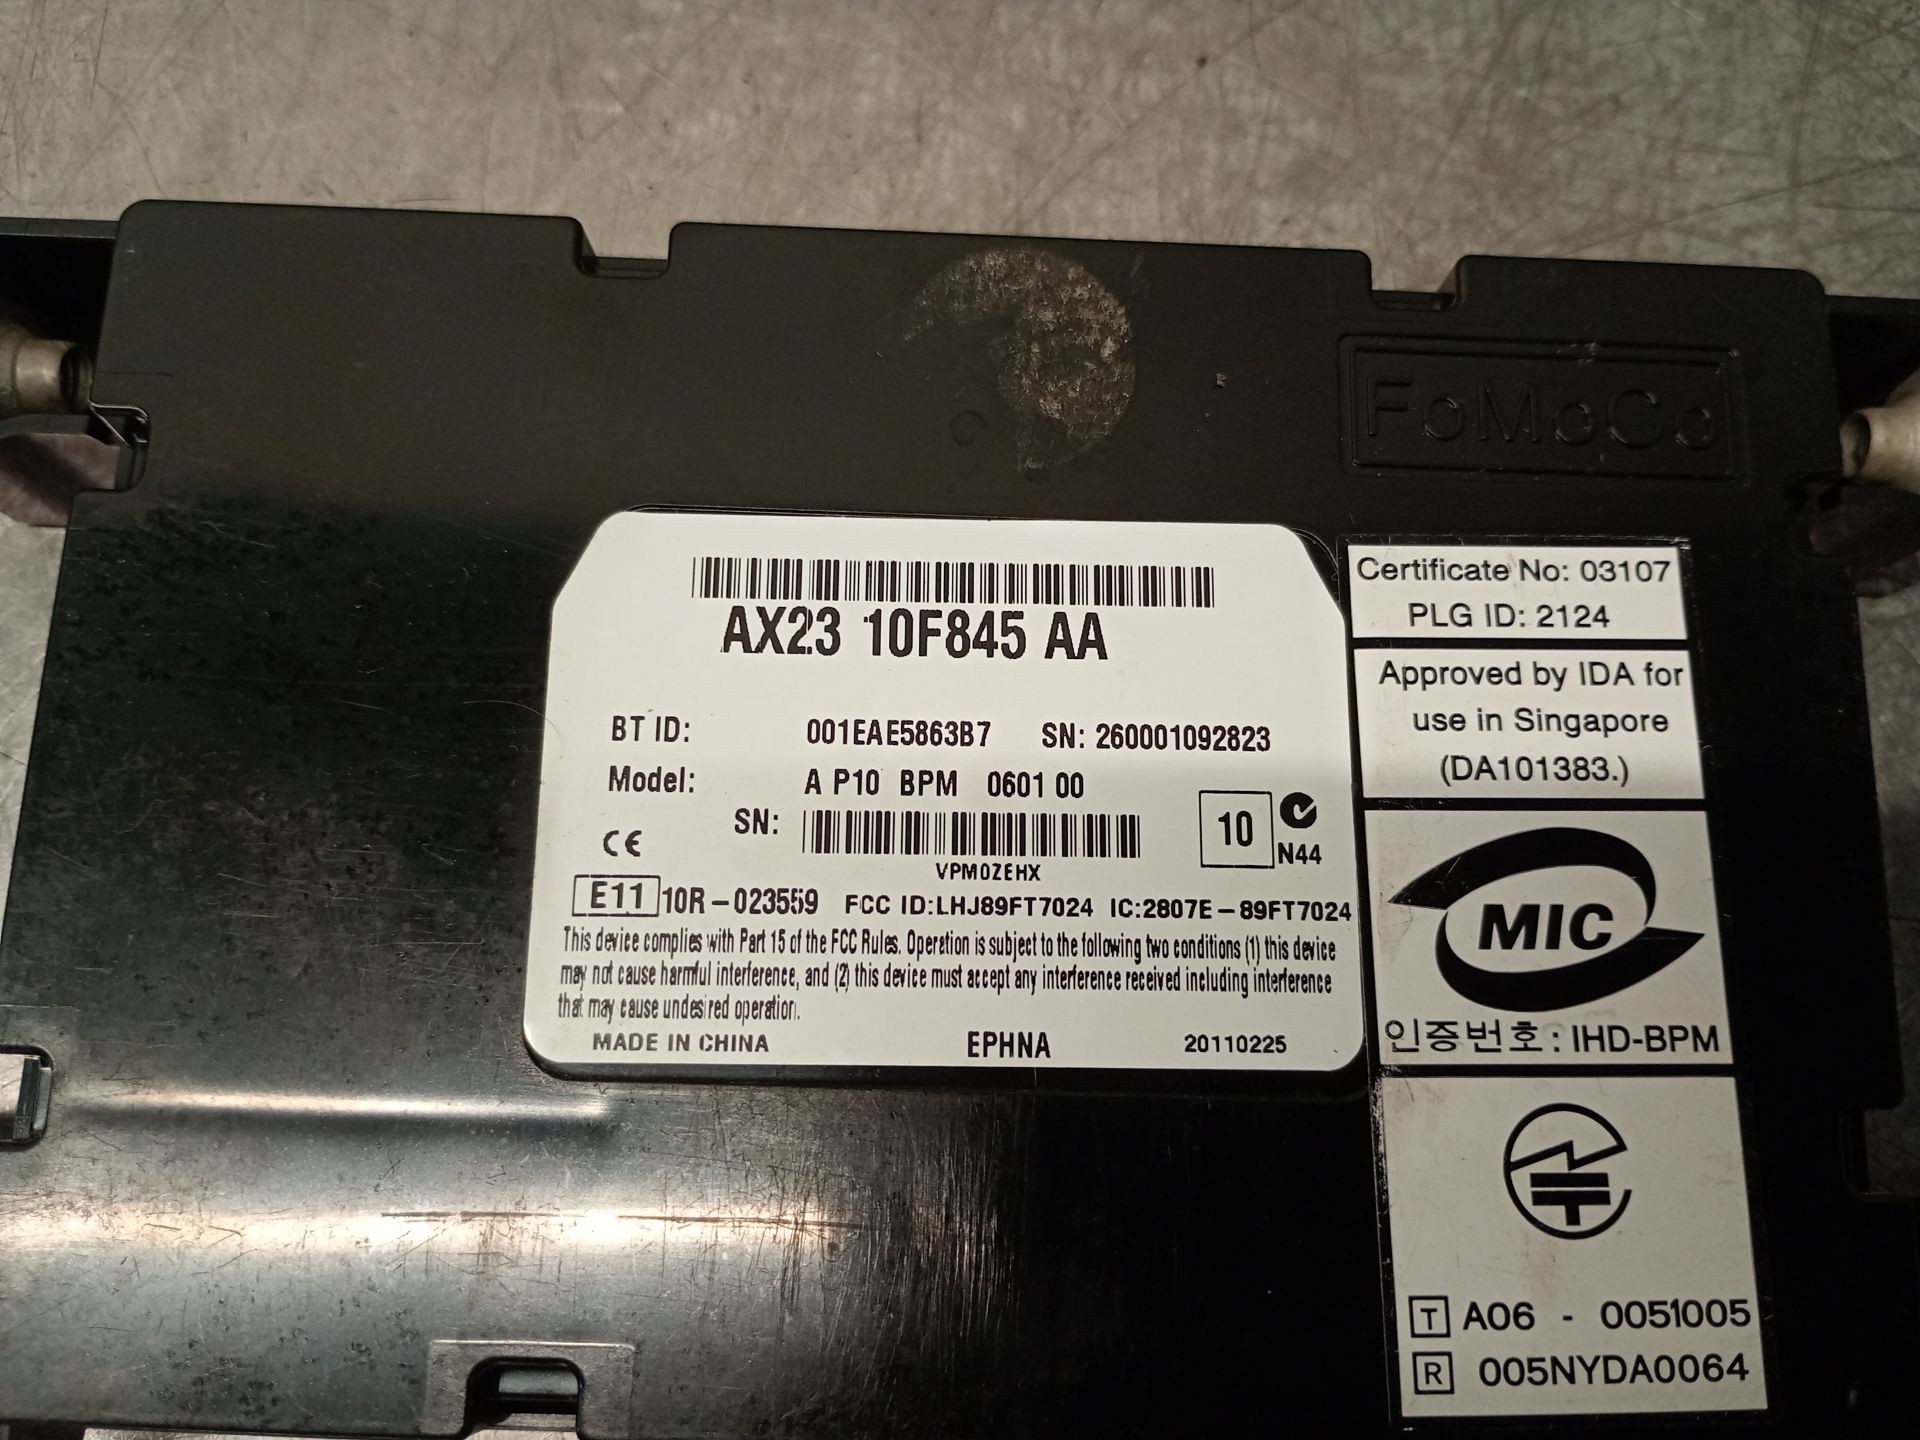 FoMoCo
AX23 10F845 AA
BT ID: 001EAE5863B7 SN: 260001092823
Model: A P10 BPM 0601 00
SN:
VPM0ZEHX
10
N44
CE
E11 10R-023559 FCC ID:LHJ89FT7024 IC:2807E-89FT7024
This device complies with Part 15 of the FCC Rules. Operation is subject to the following two conditions (1) this device
may not cause harmful interference, and (2) this device must accept any interference received including interference
that may cause undesired operation.
MADE IN CHINA EPHNA 20110225
Certificate No: 03107
PLG ID: 2124
Approved by IDA for
use in Singapore
(DA101383.)
MIC
인증번호: IHD-BPM
T A06 - 0051005
R 005NYDA0064